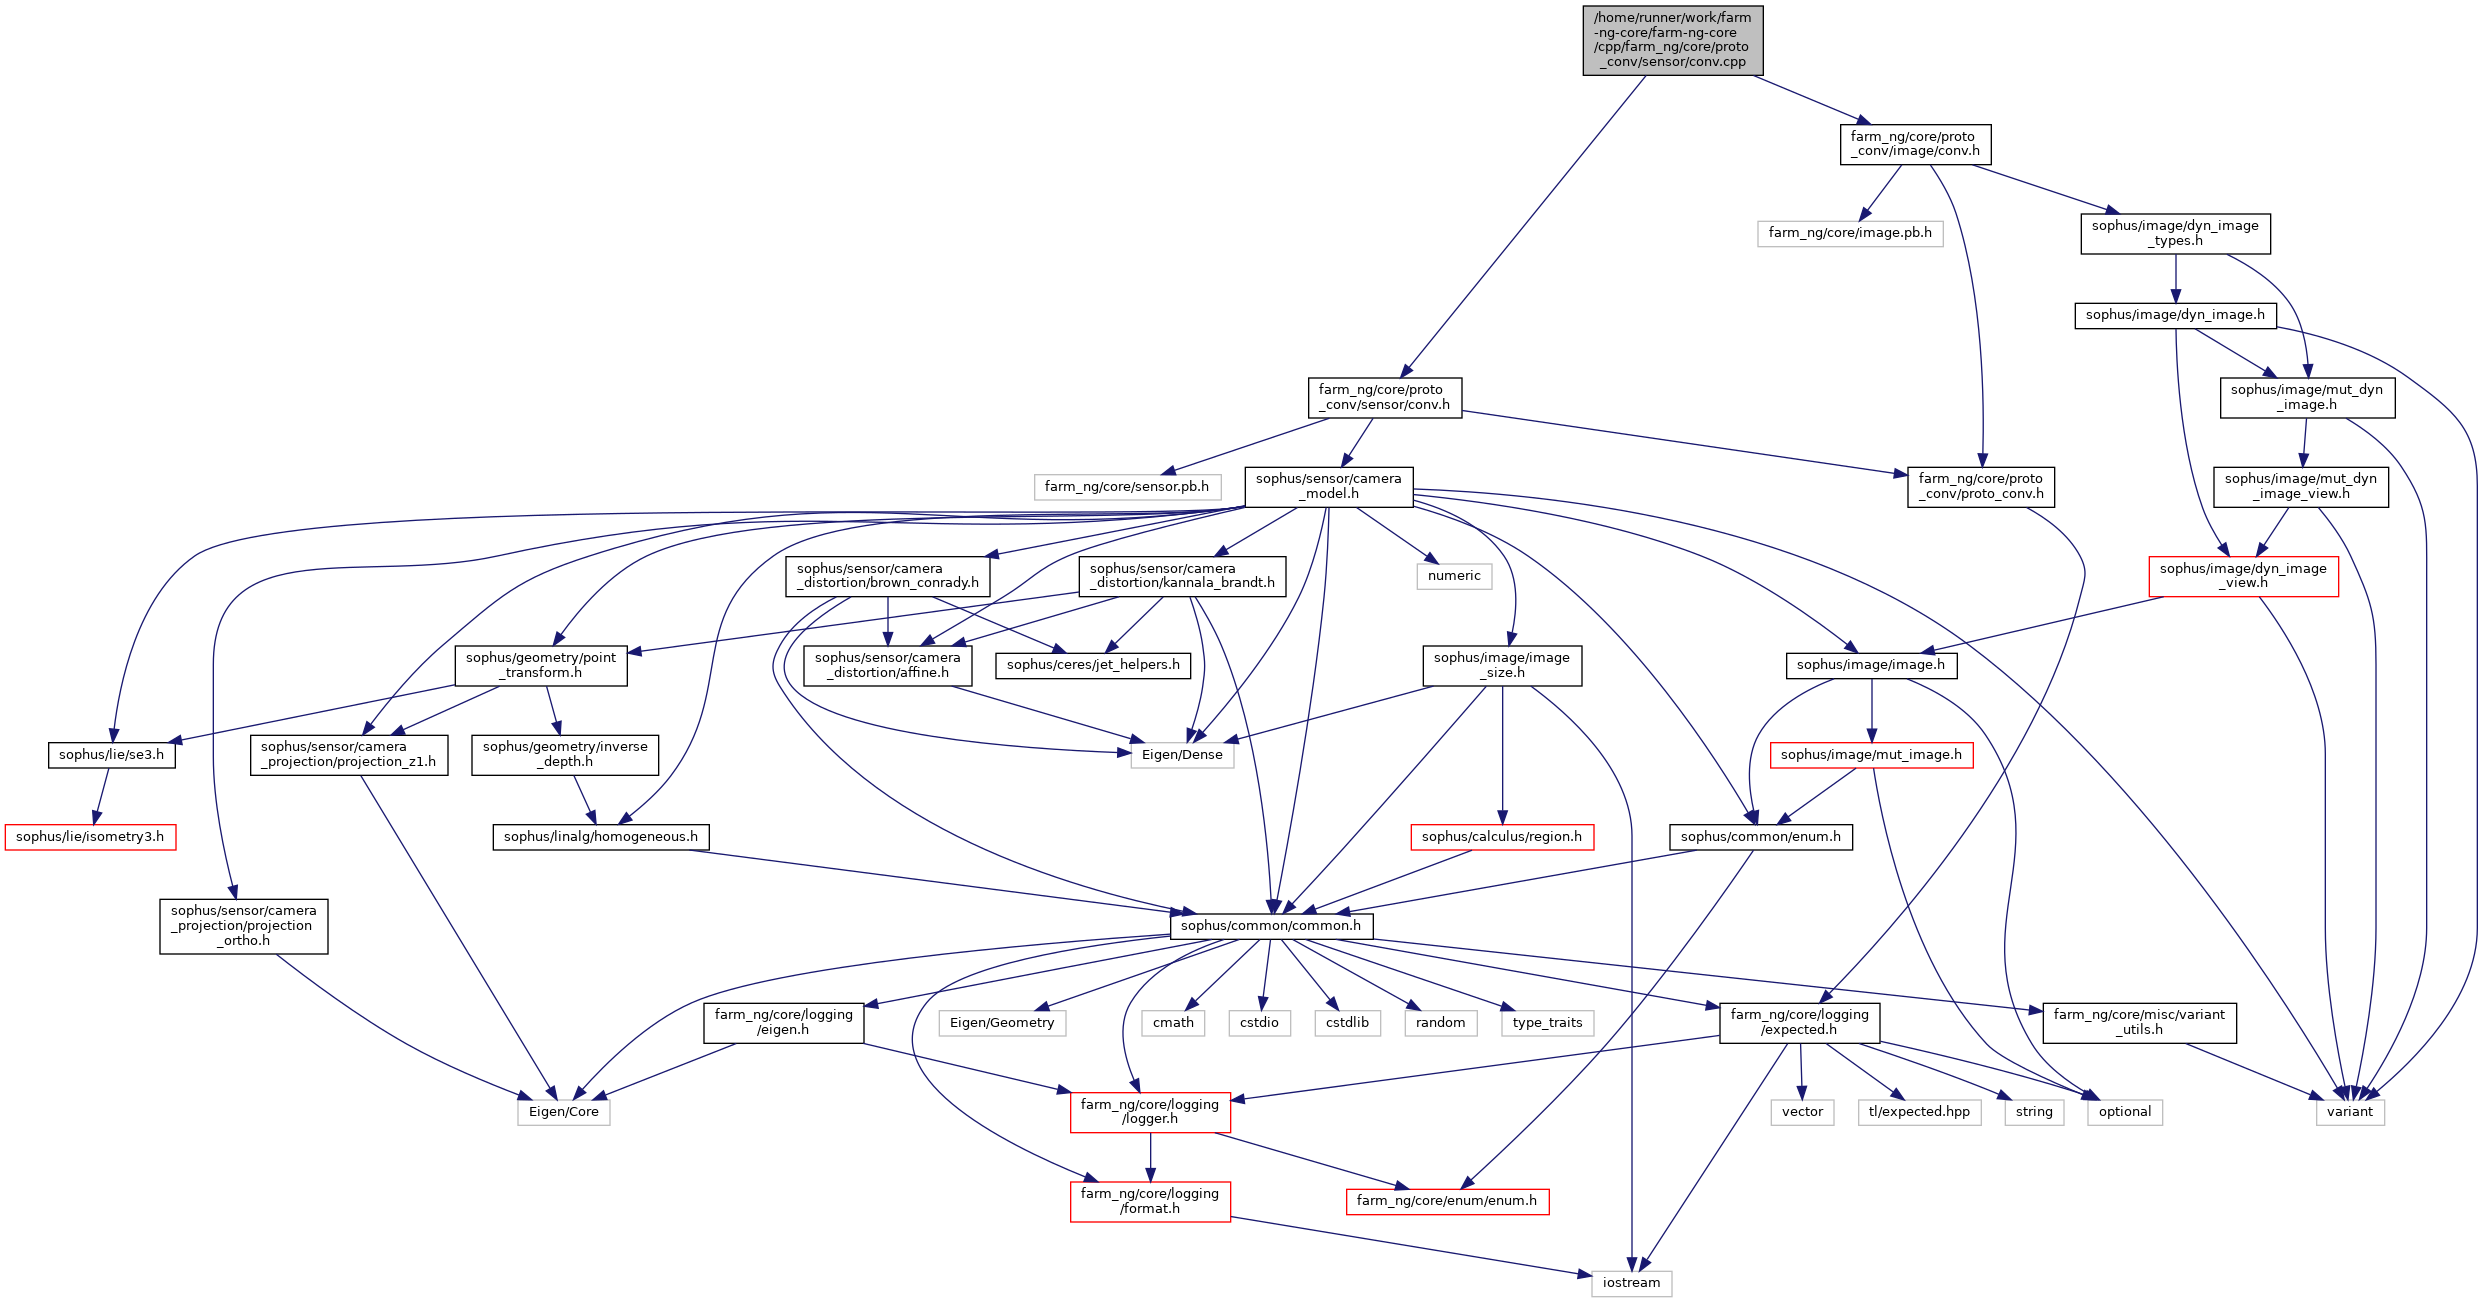 /home/runner/work/farm
-ng-core/farm-ng-core
/cpp/farm_ng/core/proto
_conv/sensor/conv.cpp
farm_ng/core/proto
_conv/image/conv.h
farm_ng/core/image.pb.h
sophus/image/dyn_image
_types.h
sophus/image/dyn_image.h
farm_ng/core/proto
_conv/sensor/conv.h
sophus/image/mut_dyn
_image.h
farm_ng/core/sensor.pb.h
sophus/sensor/camera
_model.h
farm_ng/core/proto
_conv/proto_conv.h
sophus/image/mut_dyn
_image_view.h
sophus/sensor/camera
_distortion/brown_conrady.h
sophus/sensor/camera
_distortion/kannala_brandt.h
numeric
sophus/image/dyn_image
_view.h
sophus/geometry/point
_transform.h
sophus/sensor/camera
_distortion/affine.h
sophus/ceres/jet_helpers.h
sophus/image/image
_size.h
sophus/image/image.h
sophus/lie/se3.h
sophus/sensor/camera
_projection/projection_z1.h
sophus/geometry/inverse
_depth.h
Eigen/Dense
sophus/image/mut_image.h
sophus/lie/isometry3.h
sophus/linalg/homogeneous.h
sophus/calculus/region.h
sophus/common/enum.h
sophus/sensor/camera
_projection/projection
_ortho.h
sophus/common/common.h
farm_ng/core/logging
/eigen.h
Eigen/Geometry
cmath
cstdio
cstdlib
random
type_traits
farm_ng/core/logging
/expected.h
farm_ng/core/misc/variant
_utils.h
Eigen/Core
farm_ng/core/logging
/logger.h
vector
tl/expected.hpp
string
optional
variant
farm_ng/core/logging
/format.h
farm_ng/core/enum/enum.h
iostream